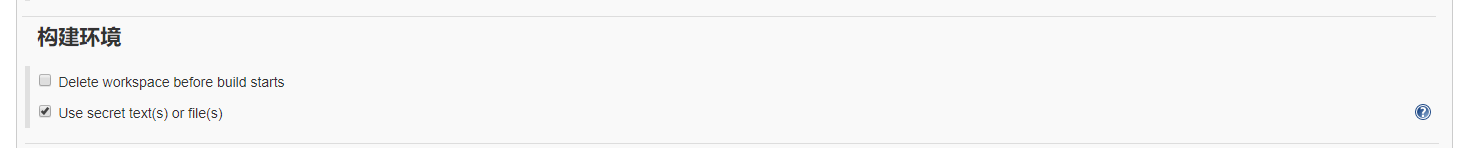 构建环境
Delete workspace before build starts
Use secret text(s) or file(s)